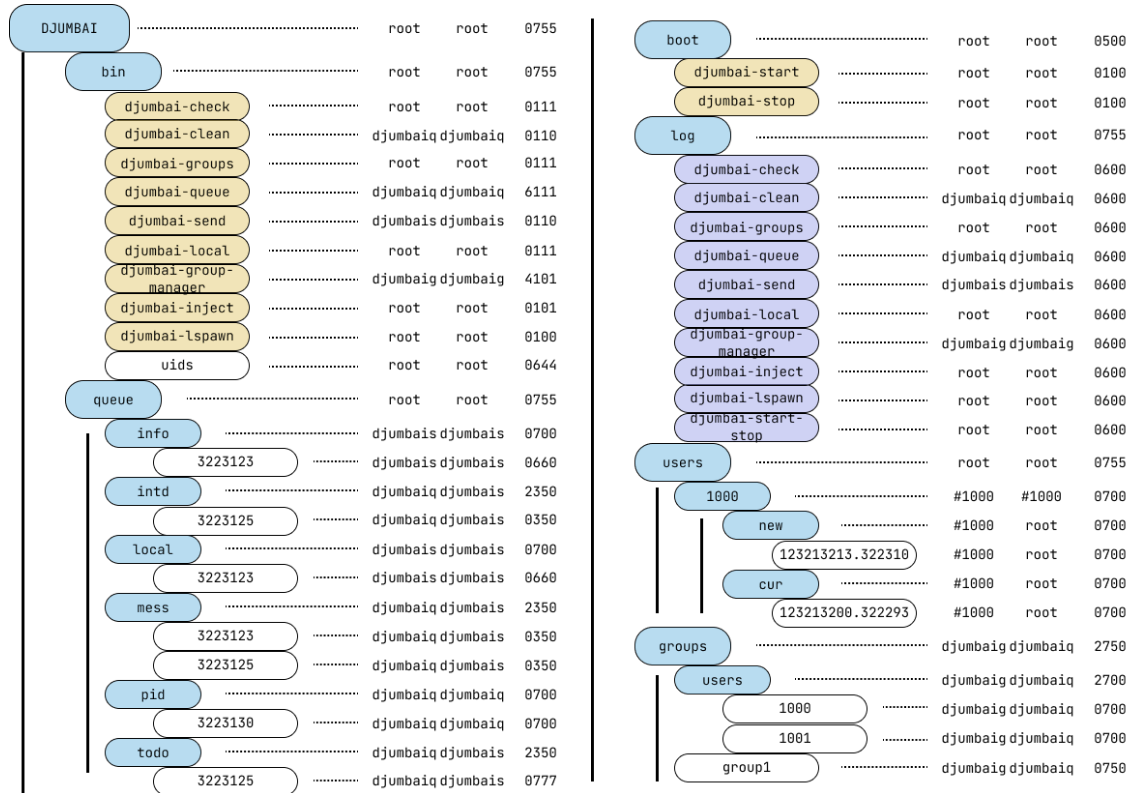 DJUMBAI root root 0755
bin root root 0755
djumbai-check root root 0111
djumbai-clean djumbaiq djumbaiq 0110
djumbai-groups root root 0111
djumbai-queue djumbaiq djumbaiq 6111
djumbai-send djumbais djumbais 0110
djumbai-local root root 0111
djumbai-group-
manager djumbaig djumbaig 4101
djumbai-inject root root 0101
djumbai-lspawn root root 0100
uids root root 0644
queue root root 0755
info djumbais djumbais 0700
3223123 djumbais djumbais 0660
intd djumbaiq djumbais 2350
3223125 djumbaiq djumbais 0350
local djumbais djumbais 0700
3223123 djumbais djumbais 0660
mess djumbaiq djumbais 2350
3223123 djumbaiq djumbais 0350
3223125 djumbaiq djumbais 0350
pid djumbaiq djumbaiq 0700
3223130 djumbaiq djumbaiq 0700
todo djumbaiq djumbais 2350
3223125 djumbaiq djumbais 0777
boot root root 0500
djumbai-start root root 0100
djumbai-stop root root 0100
log root root 0755
djumbai-check root root 0600
djumbai-clean djumbaiq djumbaiq 0600
djumbai-groups root root 0600
djumbai-queue djumbaiq djumbaiq 0600
djumbai-send djumbais djumbais 0600
djumbai-local root root 0600
djumbai-group-
manager djumbaig djumbaig 0600
djumbai-inject root root 0600
djumbai-lspawn root root 0600
djumbai-start-
stop root root 0600
users root root 0755
1000 #1000 #1000 0700
new #1000 root 0700
123213213.322310 #1000 root 0700
cur #1000 root 0700
123213200.322293 #1000 root 0700
groups djumbaig djumbaiq 2750
users djumbaig djumbaiq 2700
1000 djumbaig djumbaiq 0700
1001 djumbaig djumbaiq 0700
group1 djumbaig djumbaiq 0750